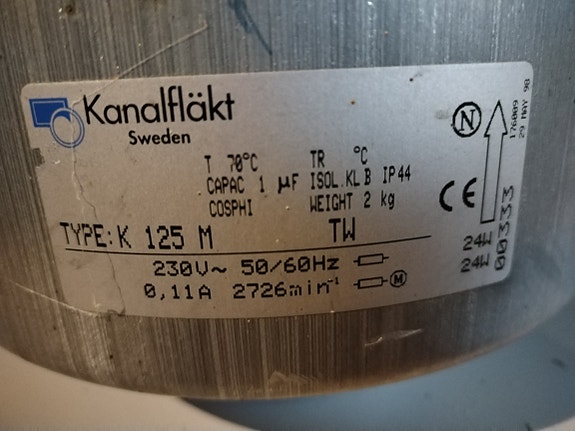 Kanalfläkt
Sweden
T 70°C TR °C
CAPAC 1 µF ISOL.KL B IP44
COSPHI WEIGHT 2 kg
TYPE: K 125 M TW
230V~ 50/60Hz
0,11A 2726min⁻¹ M
N
CE
24W
24W
00333
176009
29 MAY 98